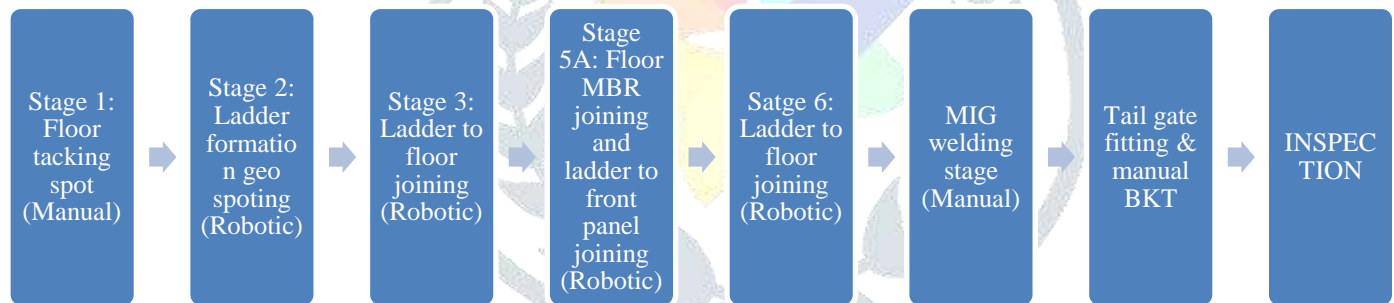 Stage 1:
Floor
tacking
spot
(Manual)
Stage 2:
Ladder
formatio
n geo
spoting
(Robotic)
Stage 3:
Ladder to
floor
joining
(Robotic)
Stage
5A: Floor
MBR
joining
and
ladder to
front
panel
joining
(Robotic)
Satge 6:
Ladder to
floor
joining
(Robotic)
MIG
welding
stage
(Manual)
Tail gate
fitting &
manual
BKT
INSPEC
TION